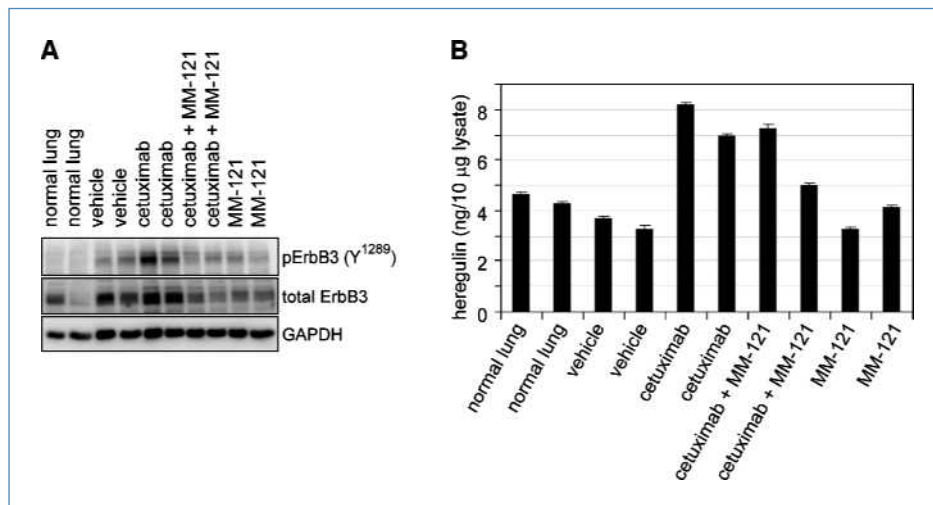 A
normal lung
normal lung
vehicle
vehicle
cetuximab
cetuximab
cetuximab + MM-121
cetuximab + MM-121
MM-121
MM-121
pErbB3 (Y¹²⁸⁹)
total ErbB3
GAPDH
B
heregulin (ng/10 µg lysate)
8
6
4
2
0
normal lung
normal lung
vehicle
vehicle
cetuximab
cetuximab
cetuximab + MM-121
cetuximab + MM-121
MM-121
MM-121